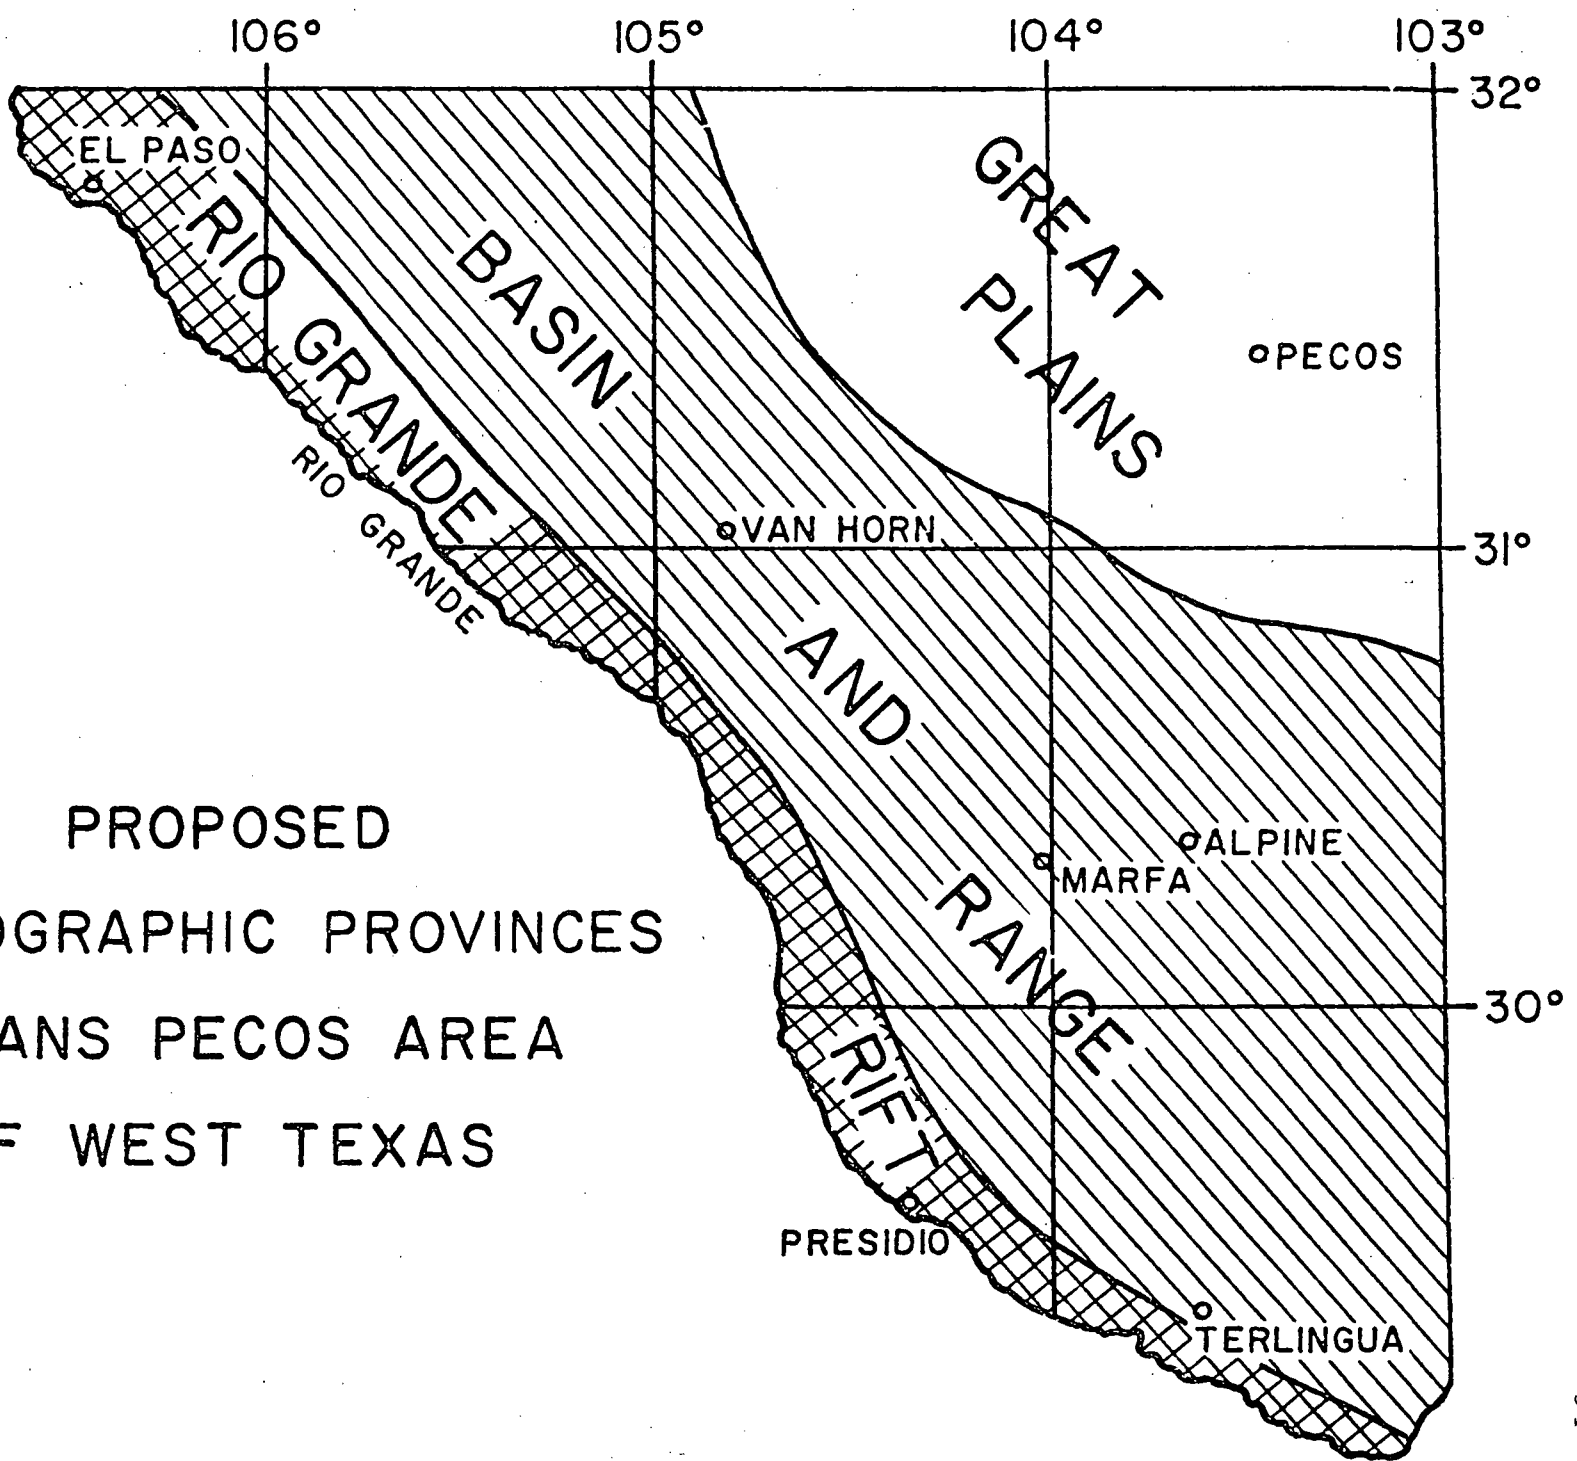 106° 105° 104° 103°
32°
EL PASO
GREAT
PLAINS
RIO GRANDE RIFT
BASIN AND RANGE
PECOS
RIO GRANDE
VAN HORN
31°
ALPINE
MARFA
30°
PRESIDIO
TERLINGUA
PROPOSED
OGRAPHIC PROVINCES
ANS PECOS AREA
F WEST TEXAS